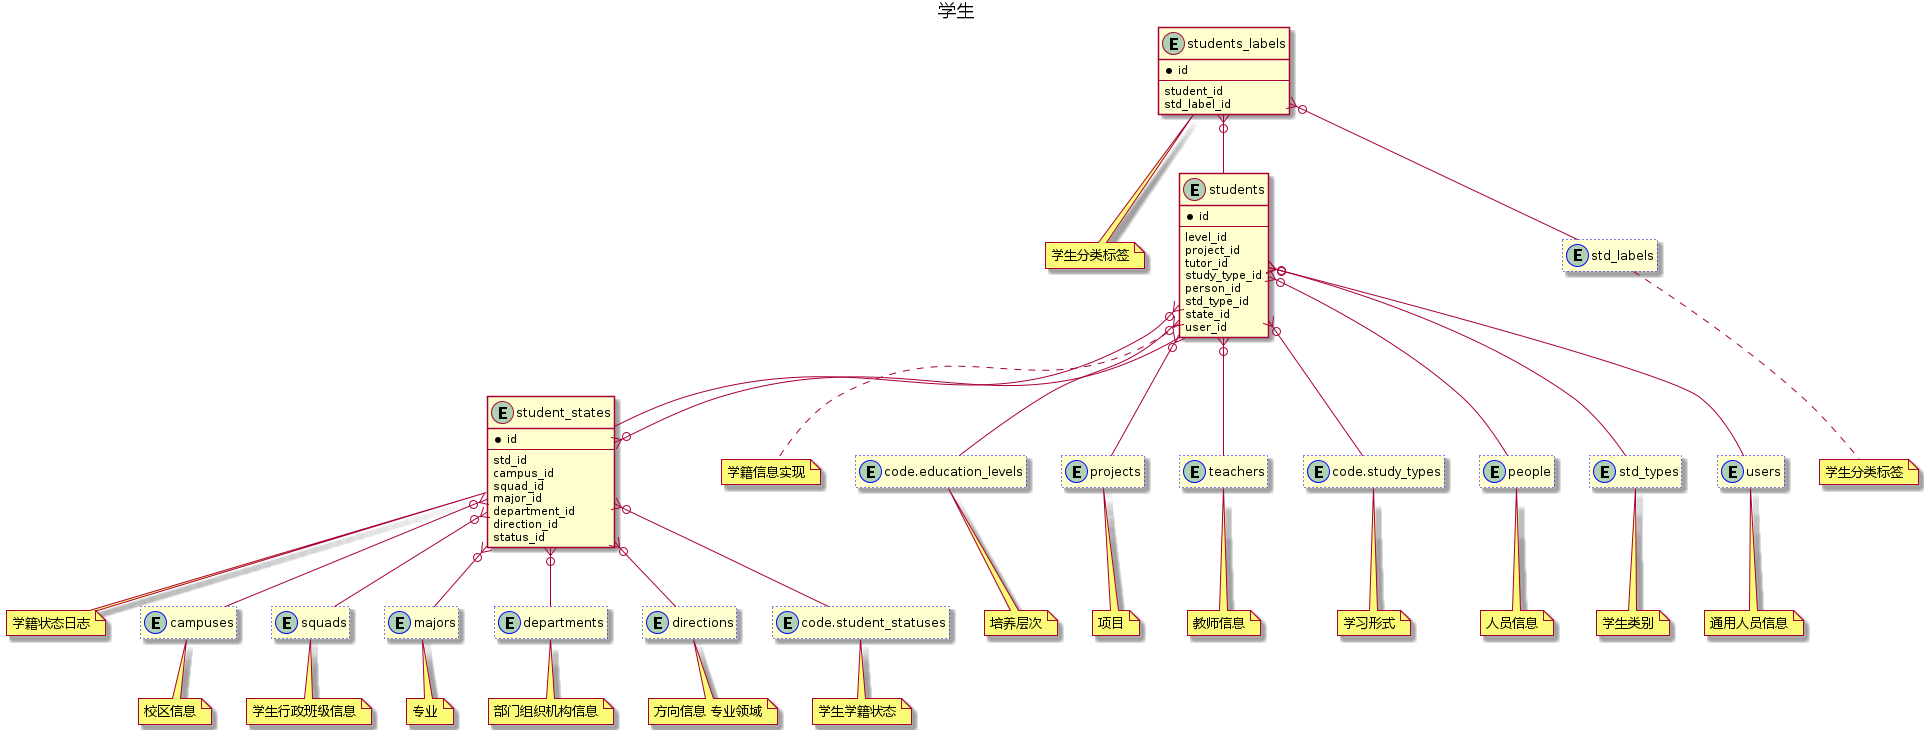 学生
E students_labels
id
student_id
std_label_id
E students
id
level_id
project_id
tutor_id
study_type_id
person_id
std_type_id
state_id
user_id
学生分类标签
E std_labels
E student_states
id
std_id
campus_id
squad_id
major_id
department_id
direction_id
status_id
学籍信息实现
E code.education_levels
E projects
E teachers
E code.study_types
E people
E std_types
E users
学生分类标签
学籍状态日志
E campuses
E squads
E majors
E departments
E directions
E code.student_statuses
培养层次
项目
教师信息
学习形式
人员信息
学生类别
通用人员信息
校区信息
学生行政班级信息
专业
部门组织机构信息
方向信息 专业领域
学生学籍状态